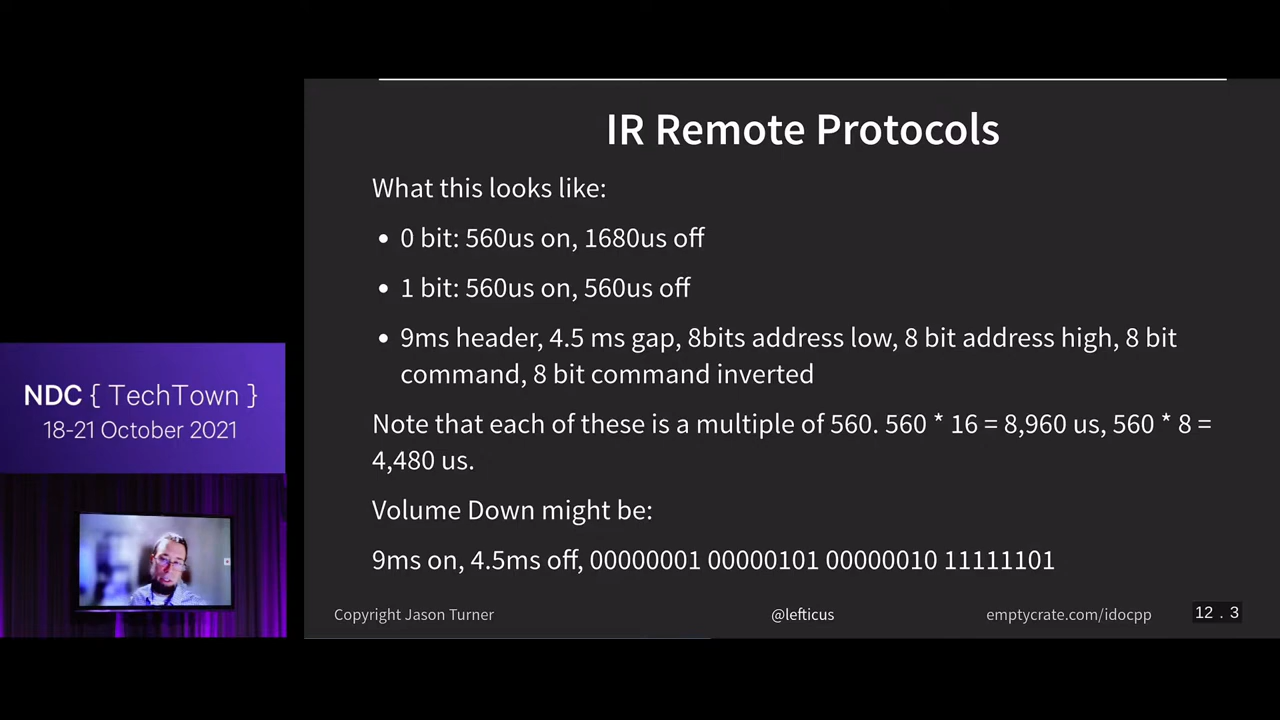 IR Remote Protocols
What this looks like:
• 0 bit: 560us on, 1680us off
• 1 bit: 560us on, 560us off
• 9ms header, 4.5 ms gap, 8bits address low, 8 bit address high, 8 bit
command, 8 bit command inverted
Note that each of these is a multiple of 560. 560 * 16 = 8,960 us, 560 * 8 =
4,480 us.
Volume Down might be:
9ms on, 4.5ms off, 00000001 00000101 00000010 11111101
Copyright Jason Turner
@lefticus
emptycrate.com/idocpp
12 . 3
NDC { TechTown }
18-21 October 2021